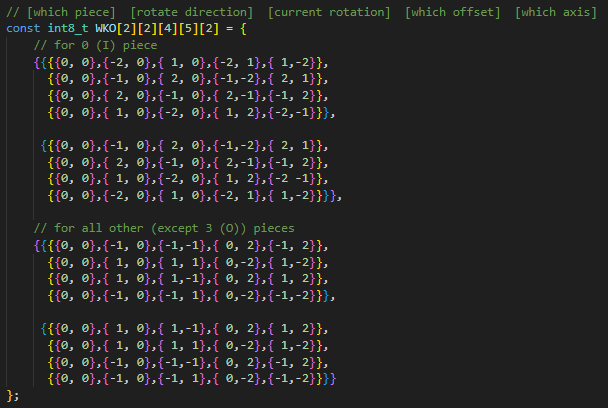 // [which piece]  [rotate direction]  [current rotation]  [which offset]  [which axis]
const int8_t WKO[2][2][4][5][2] = {
    // for 0 (I) piece
    {{{{0, 0},{-2, 0},{ 1, 0},{-2, 1},{ 1,-2}},
      {{0, 0},{-1, 0},{ 2, 0},{-1,-2},{ 2, 1}},
      {{0, 0},{ 2, 0},{-1, 0},{ 2,-1},{-1, 2}},
      {{0, 0},{ 1, 0},{-2, 0},{ 1, 2},{-2,-1}}},

     {{{0, 0},{-1, 0},{ 2, 0},{-1,-2},{ 2, 1}},
      {{0, 0},{ 2, 0},{-1, 0},{ 2,-1},{-1, 2}},
      {{0, 0},{ 1, 0},{-2, 0},{ 1, 2},{-2 -1}},
      {{0, 0},{-2, 0},{ 1, 0},{-2, 1},{ 1,-2}}}},

    // for all other (except 3 (O)) pieces
    {{{{0, 0},{-1, 0},{-1,-1},{ 0, 2},{-1, 2}},
      {{0, 0},{ 1, 0},{ 1, 1},{ 0,-2},{ 1,-2}},
      {{0, 0},{ 1, 0},{ 1,-1},{ 0, 2},{ 1, 2}},
      {{0, 0},{-1, 0},{-1, 1},{ 0,-2},{-1,-2}}},

     {{{0, 0},{ 1, 0},{ 1,-1},{ 0, 2},{ 1, 2}},
      {{0, 0},{ 1, 0},{ 1, 1},{ 0,-2},{ 1,-2}},
      {{0, 0},{-1, 0},{-1,-1},{ 0, 2},{-1, 2}},
      {{0, 0},{-1, 0},{-1, 1},{ 0,-2},{-1,-2}}}}
};